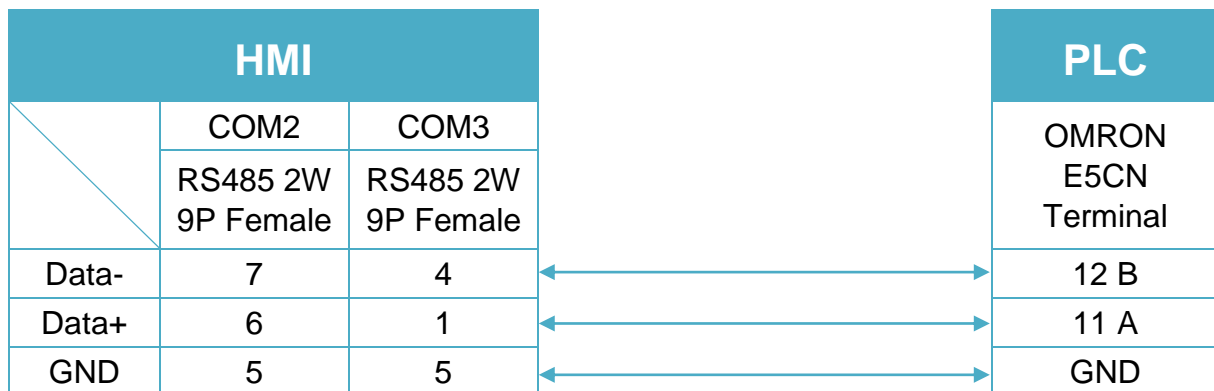 HMI PLC
COM2 COM3 OMRON
E5CN
Terminal
RS485 2W RS485 2W
9P Female 9P Female
Data- 7 4 12 B
Data+ 6 1 11 A
GND 5 5 GND